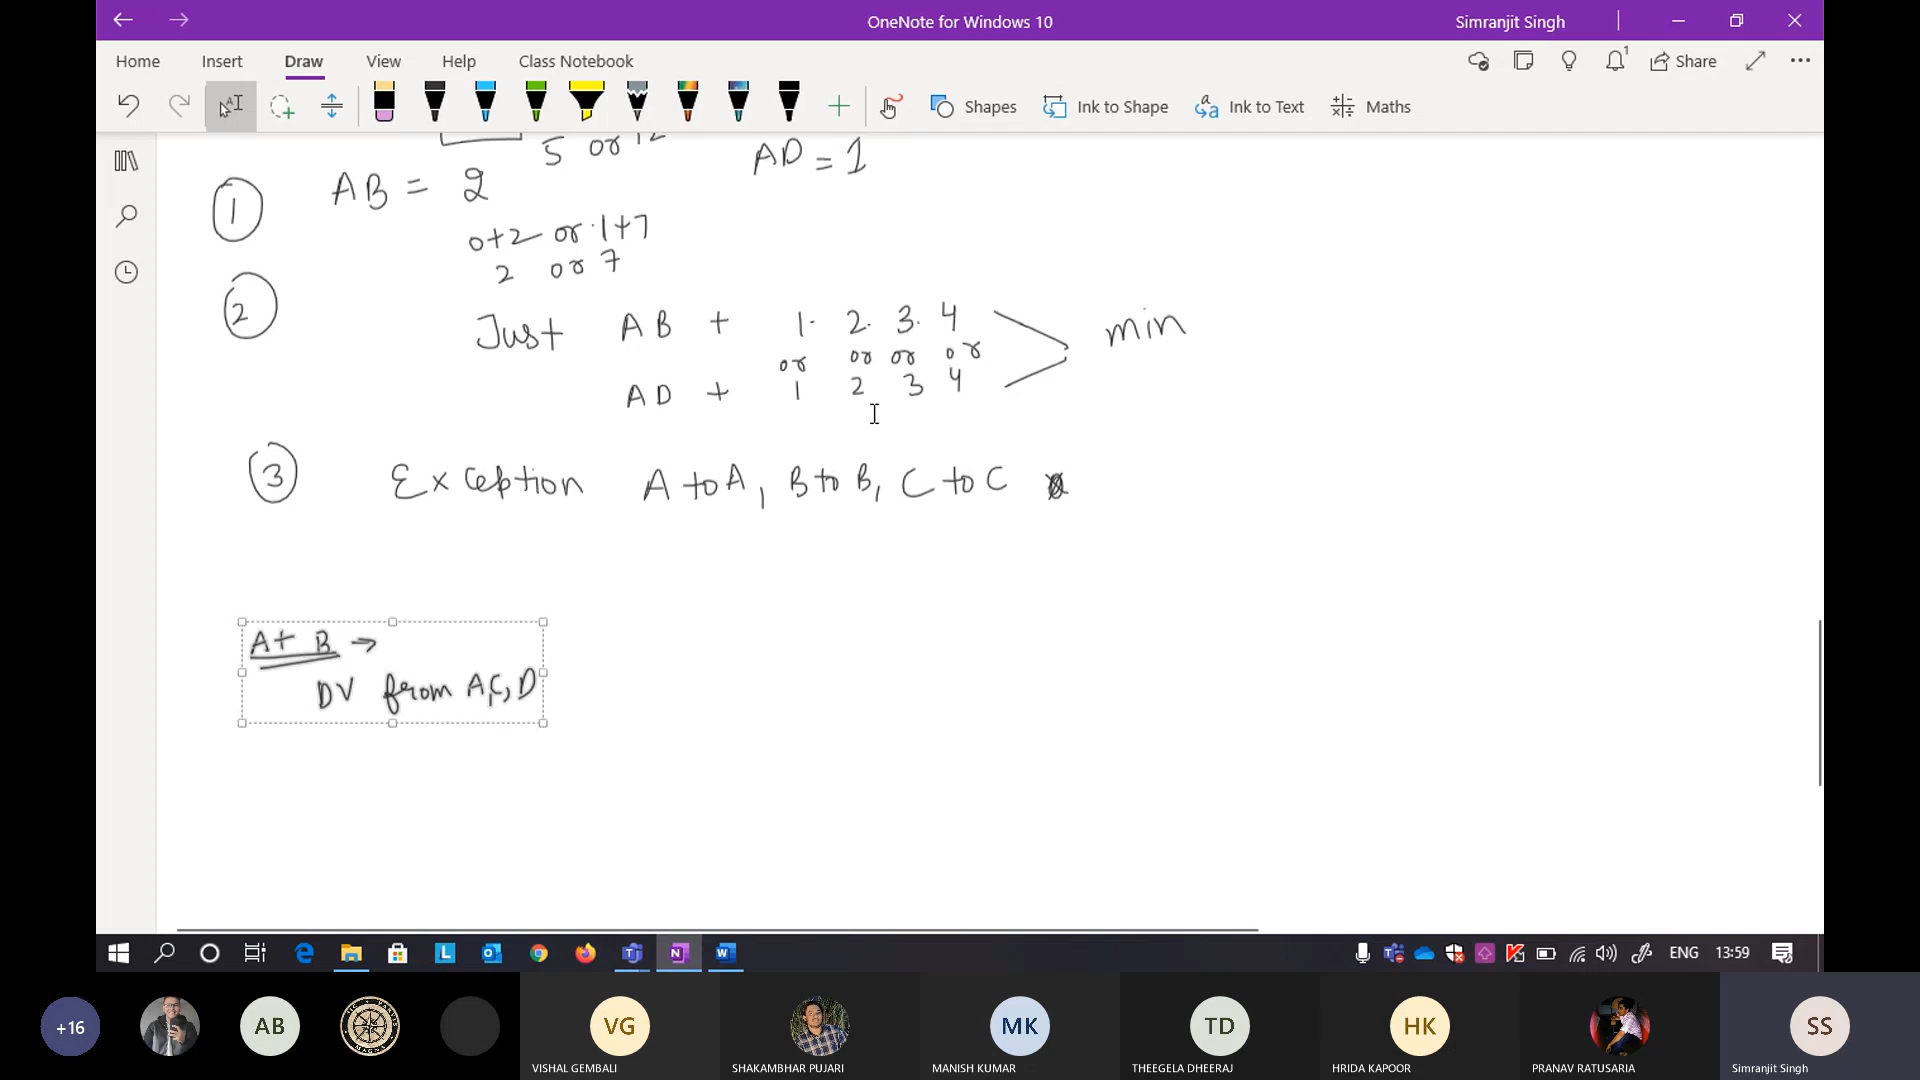 OneNote for Windows 10
Simranjit Singh
Home Insert Draw View Help Class Notebook
1
Share
Shapes Ink to Shape Ink to Text Maths
5 or 12
AD = 1
① AB = 2
0+2 or 1+7
2 or 7
②
Just AB + 1. 2. 3. 4
or or or or
min
AD + 1 2 3 4
③ Exception A to A, B to B, C to C
A+ B →
DV from A,C,D
ENG 13:59
+16
AB
VG MK TD HK SS
VISHAL GEMBALI SHAKAMBHAR PUJARI MANISH KUMAR THEEGELA DHEERAJ HRIDA KAPOOR PRANAV RATUSARIA Simranjit Singh